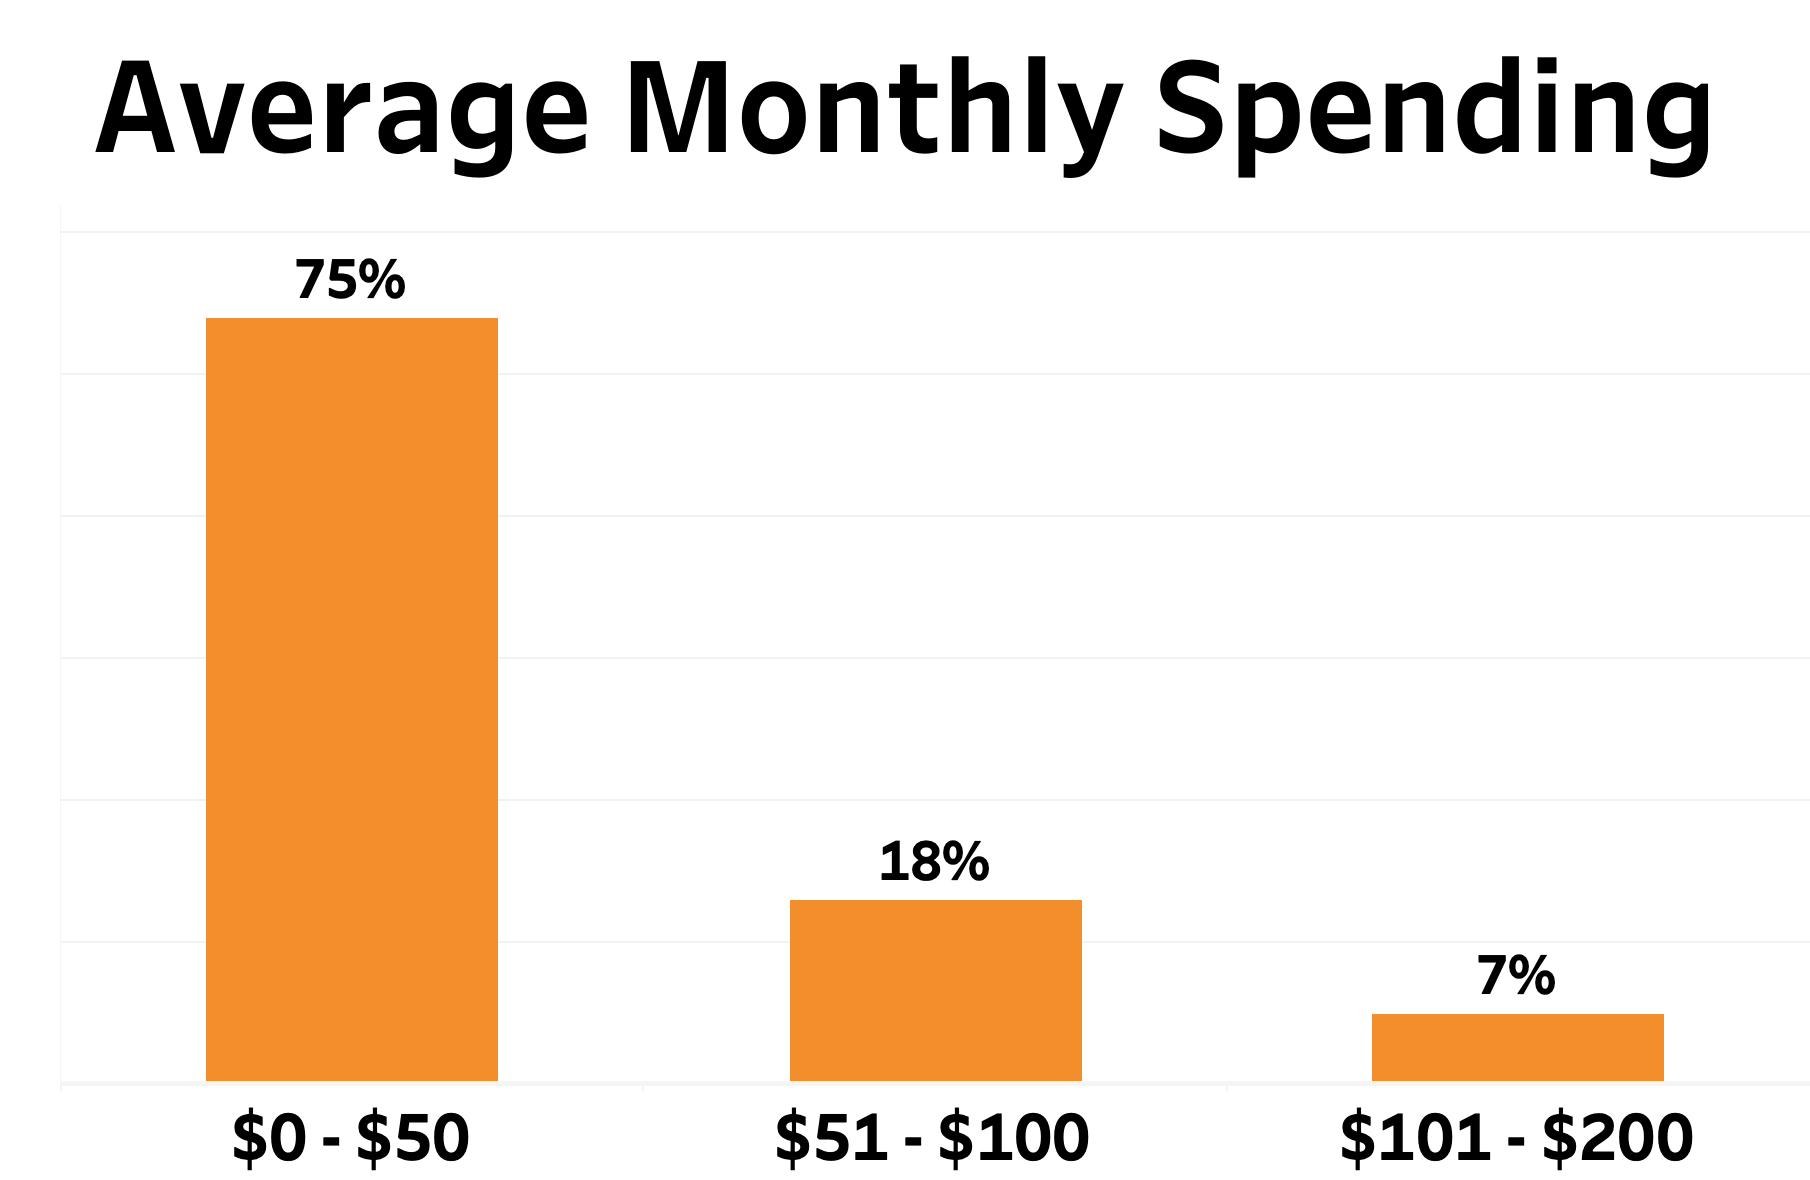 Average Monthly Spending
75%
18%
7%
$0 - $50
$51 - $100
$101 - $200